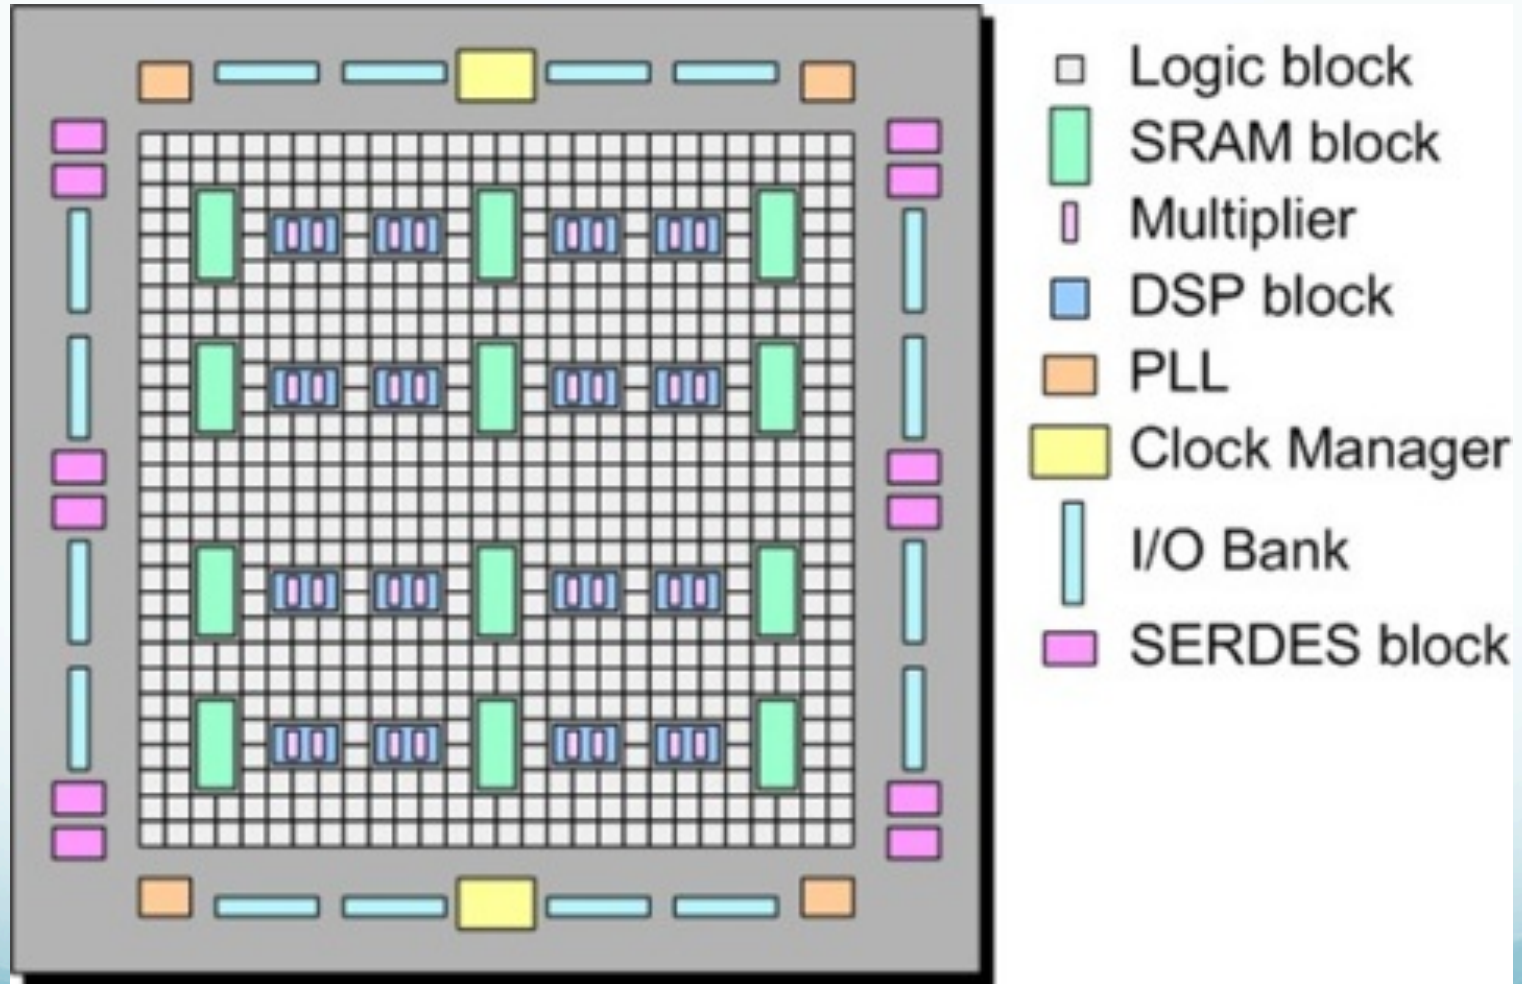 Logic block
SRAM block
Multiplier
DSP block
PLL
Clock Manager
I/O Bank
SERDES block